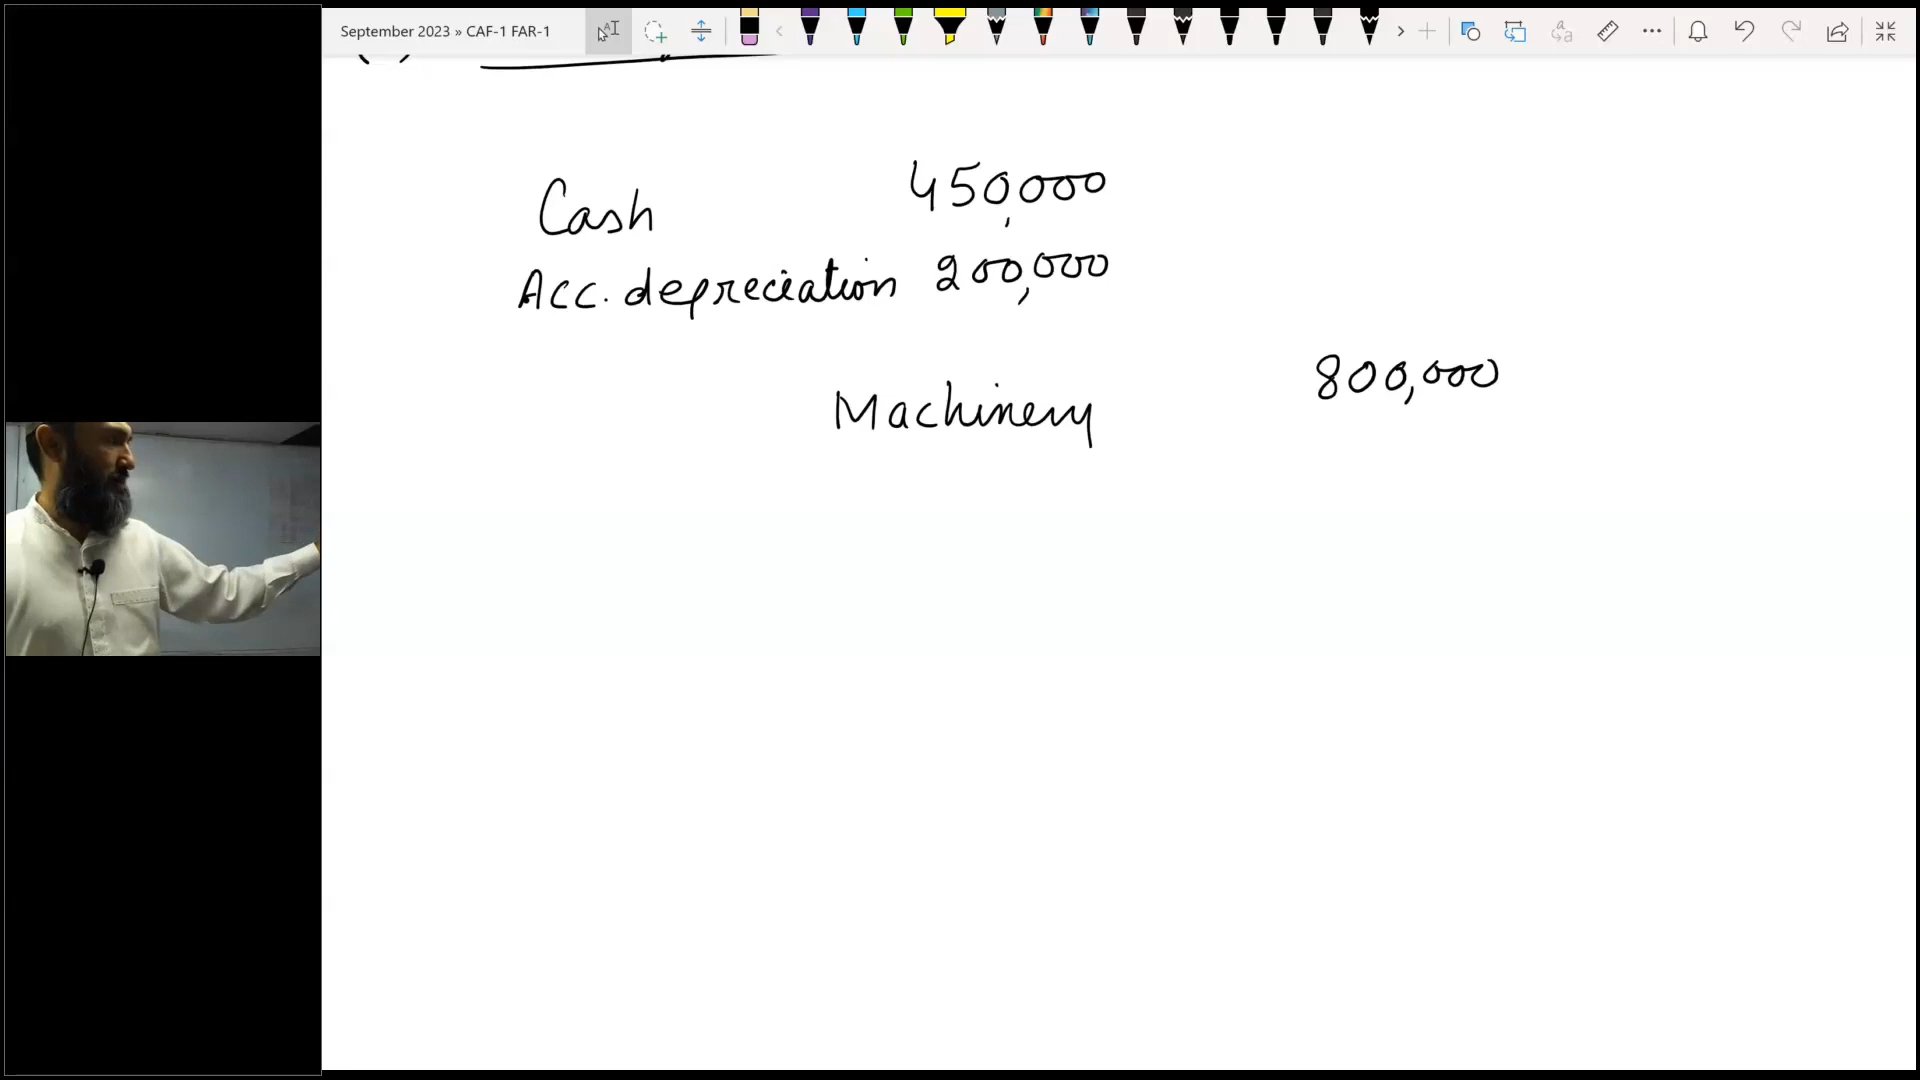 September 2023 » CAF-1 FAR-1
Cash 450,000
Acc. depreciation 200,000
Machinery 800,000